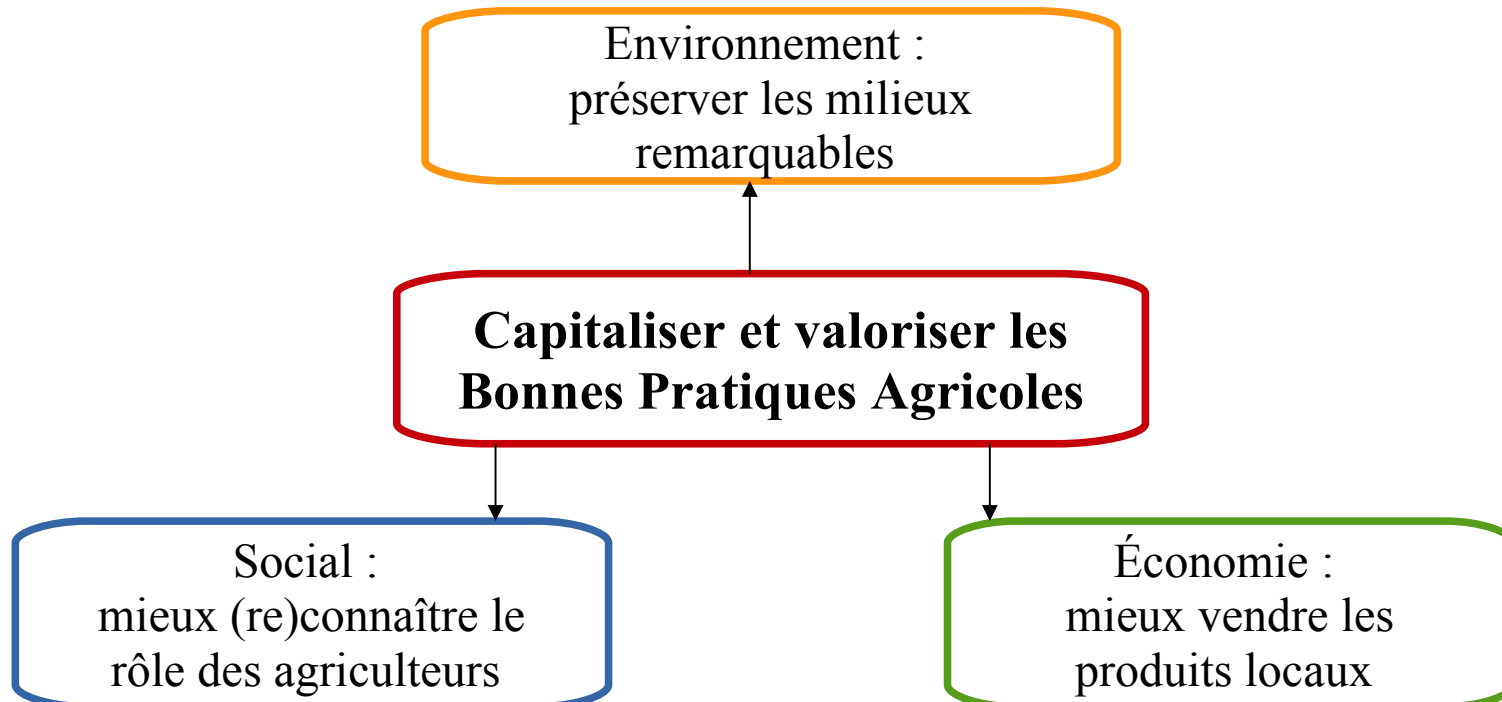 Environnement :
préserver les milieux
remarquables
Capitaliser et valoriser les
Bonnes Pratiques Agricoles
Social :
mieux (re)connaître le
rôle des agriculteurs
Économie :
mieux vendre les
produits locaux